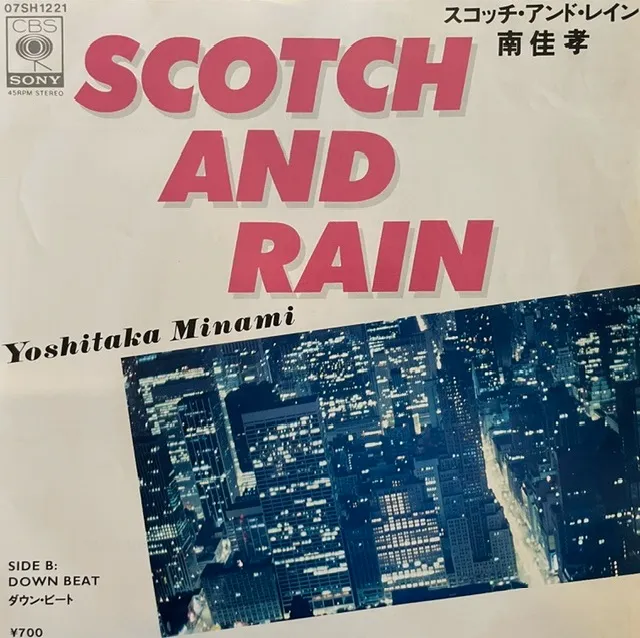 07SH1221
CBS
SONY
45RPM STEREO
スコッチ・アンド・レイン
南佳孝
SCOTCH
AND
RAIN
Yoshitaka Minami
SIDE B:
DOWN BEAT
ダウン・ビート
¥700